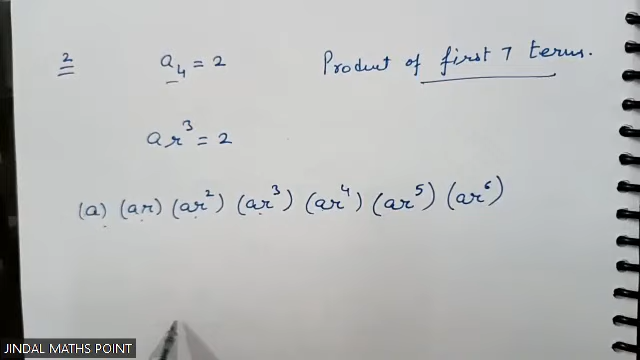 2 a₄ = 2 Product of first 7 terms.
ar³ = 2
(a) (ar) (ar²) (ar³) (ar⁴) (ar⁵) (ar⁶)
JINDAL MATHS POINT